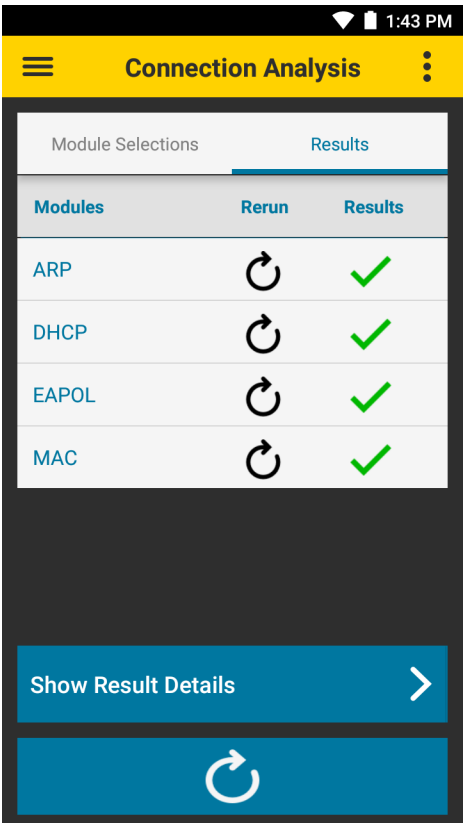 1:43 PM
Connection Analysis
Module Selections Results
Modules Rerun Results
ARP
DHCP
EAPOL
MAC
Show Result Details